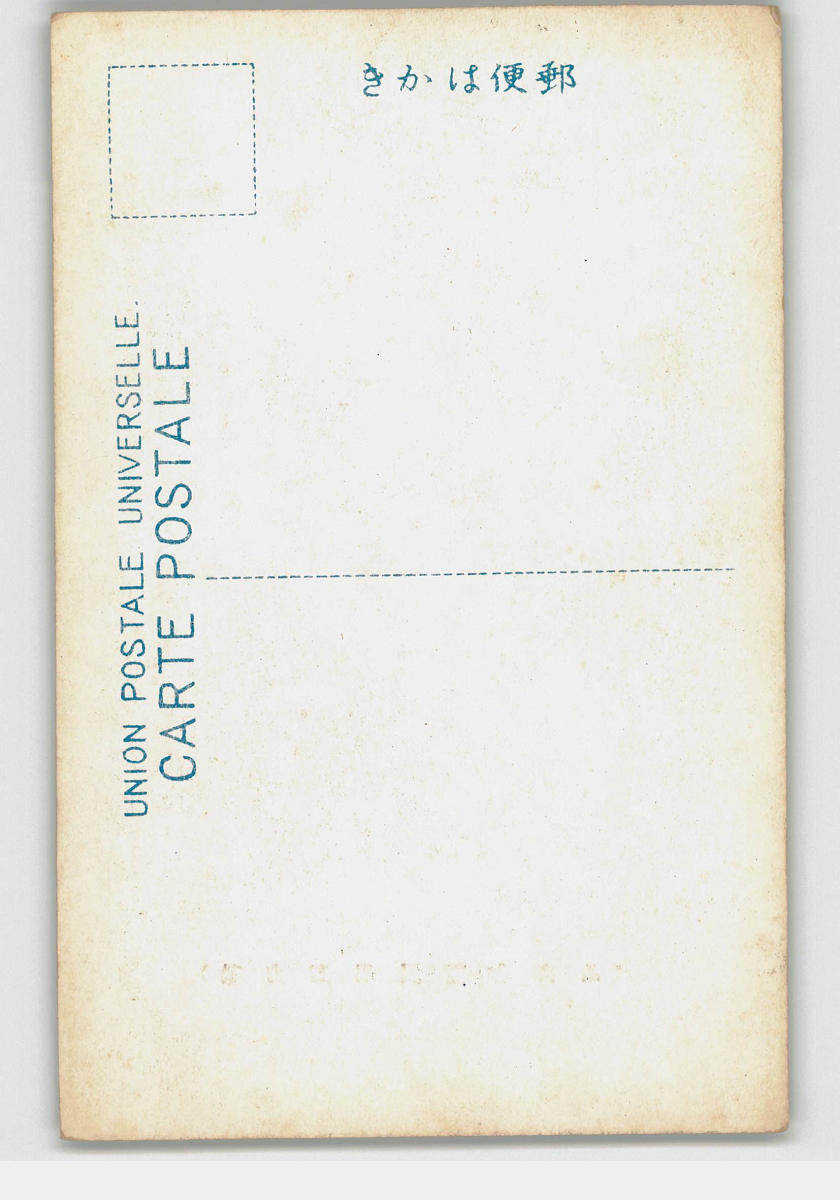 郵便はかき
UNION POSTALE UNIVERSELLE.
CARTE POSTALE